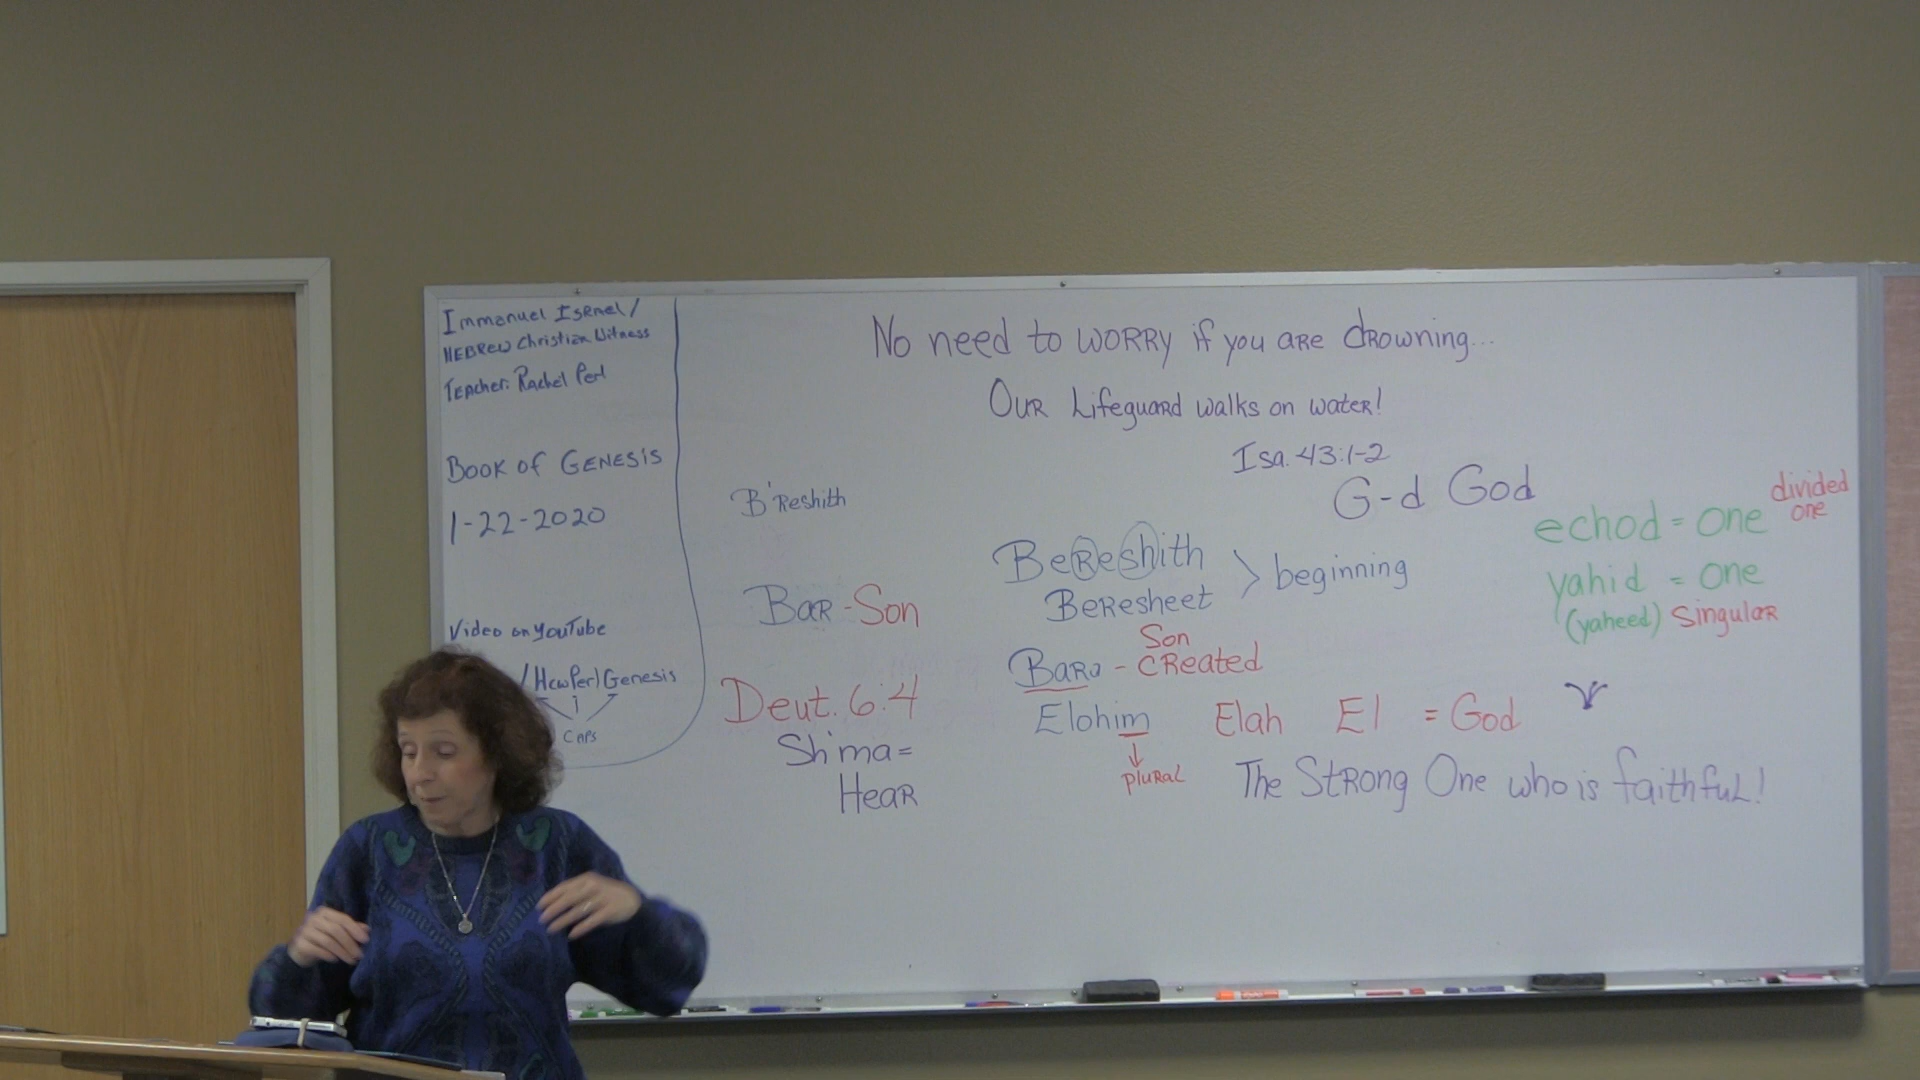 Immanuel Israel/
HEBREW Christian Witness
TEACHER: Rachel Perl
BOOK OF GENESIS
1-22-2020
Video on YouTube
/HcwPerlGenesis
CAPS
No need to WORRY if you ARE drowning...
OUR Lifeguard walks on water!
Isa. 43:1-2
G-d God
B'Reshith
BeReshith
Beresheet > beginning
echod = one divided one
yahid = one
(yaheed) Singular
BAR - Son
Son
BARA - CREated
Deut. 6:4
Sh'ma =
HeaR
Elohim Elah El = God
pluRal
The StRong One who is faithful!